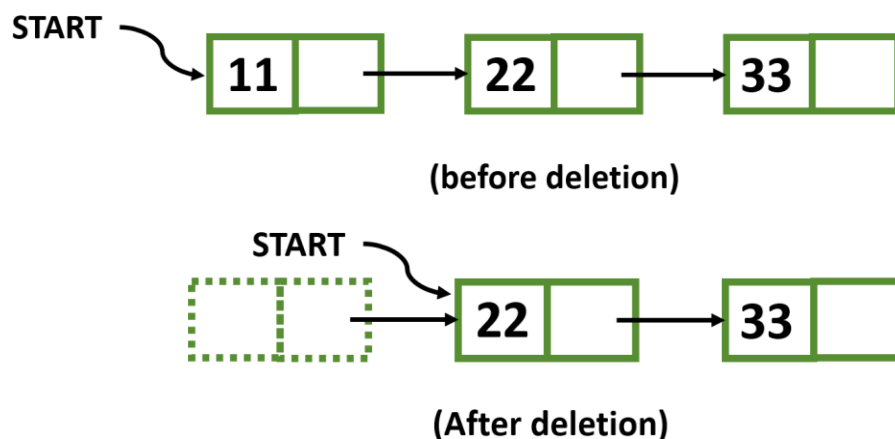 START
11 22 33
(before deletion)
START
22 33
(After deletion)